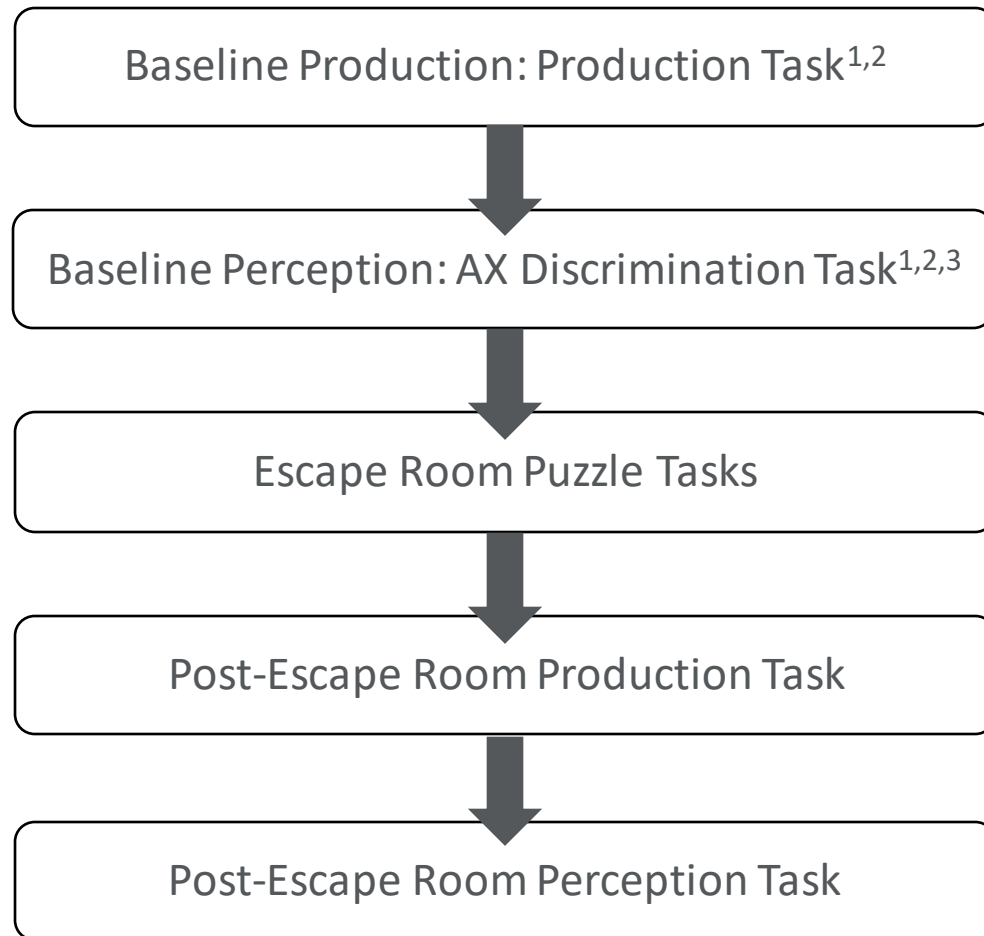 Baseline Production: Production Task¹,²
Baseline Perception: AX Discrimination Task¹,²,³
Escape Room Puzzle Tasks
Post-Escape Room Production Task
Post-Escape Room Perception Task